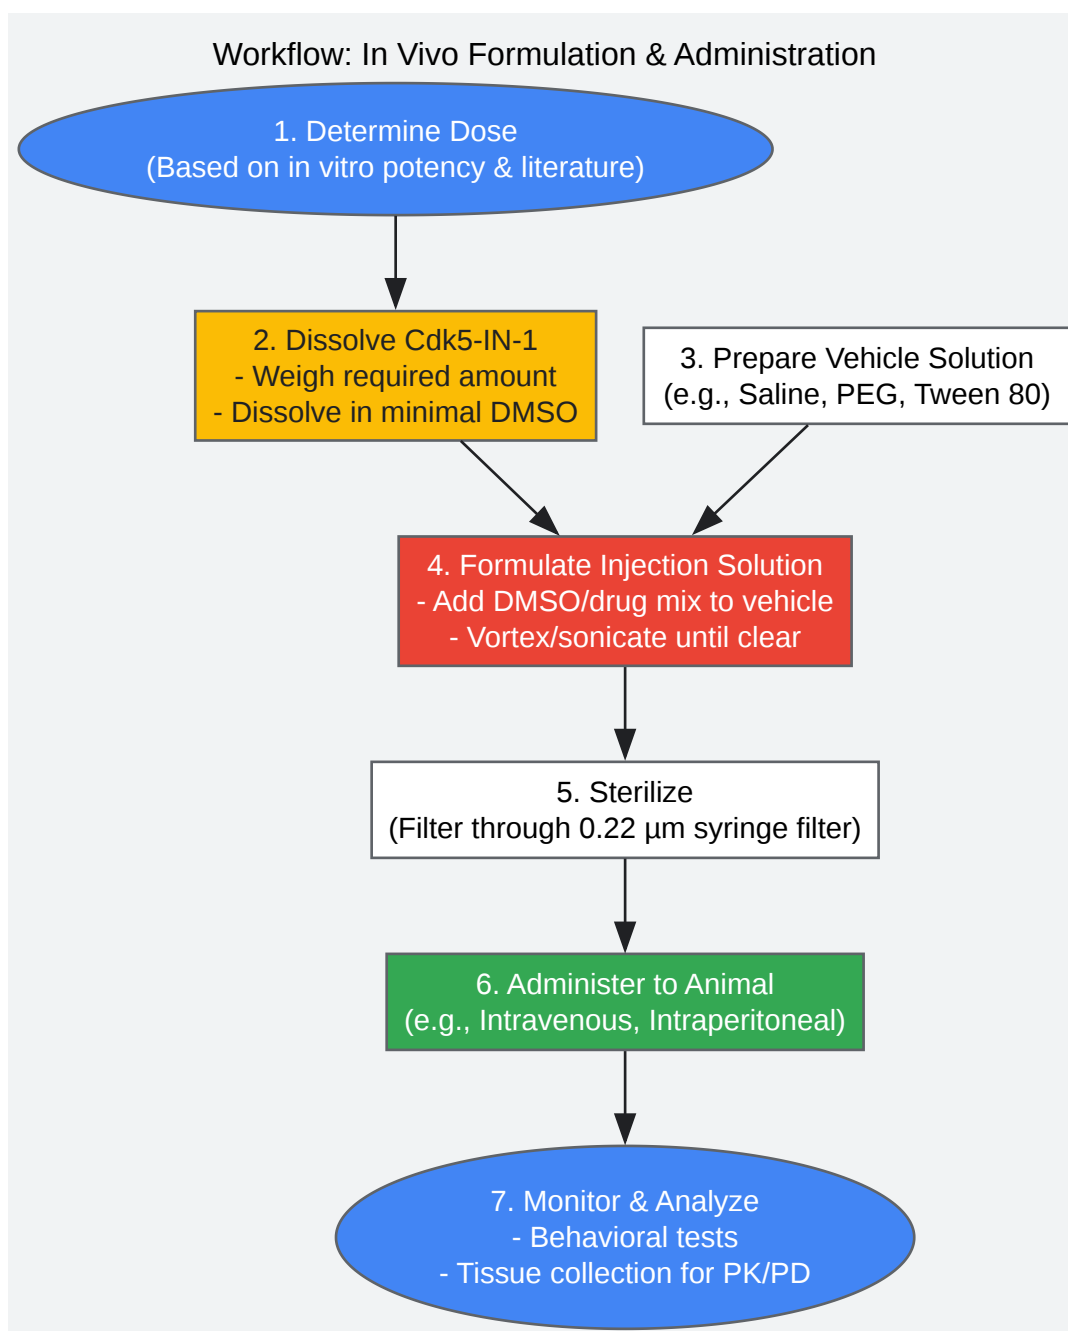 Workflow: In Vivo Formulation & Administration
1. Determine Dose
(Based on in vitro potency & literature)
2. Dissolve Cdk5-IN-1
- Weigh required amount
- Dissolve in minimal DMSO
3. Prepare Vehicle Solution
(e.g., Saline, PEG, Tween 80)
4. Formulate Injection Solution
- Add DMSO/drug mix to vehicle
- Vortex/sonicate until clear
5. Sterilize
(Filter through 0.22 µm syringe filter)
6. Administer to Animal
(e.g., Intravenous, Intraperitoneal)
7. Monitor & Analyze
- Behavioral tests
- Tissue collection for PK/PD